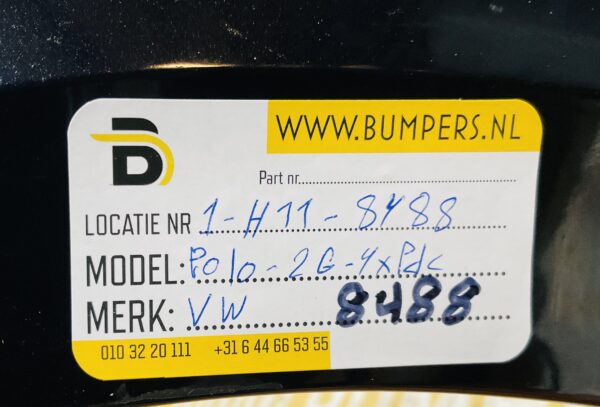 WWW.BUMPERS.NL
Part nr.
LOCATIE NR 1-H11-8488
MODEL: Polo-2G-4xPdc
MERK: VW 8488
010 32 20 111 +31 6 44 66 53 55